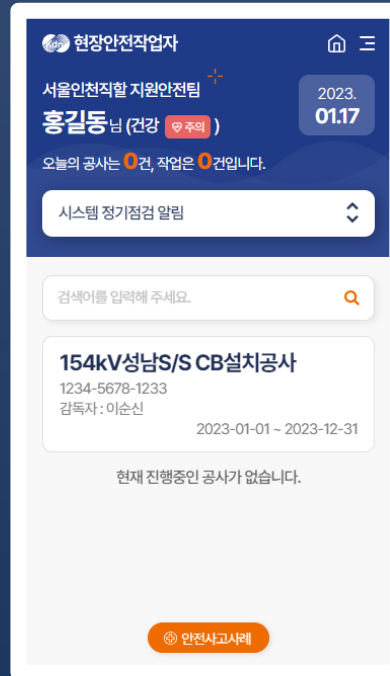 kdn 현장안전작업자
서울인천직할 지원안전팀
홍길동님 (건강 주의 )
2023.
01.17
오늘의 공사는 0건, 작업은 0건입니다.
시스템 정기점검 알림
검색어를 입력해 주세요.
154kV성남S/S CB설치공사
1234-5678-1233
감독자 : 이순신
2023-01-01 ~ 2023-12-31
현재 진행중인 공사가 없습니다.
안전사고사례